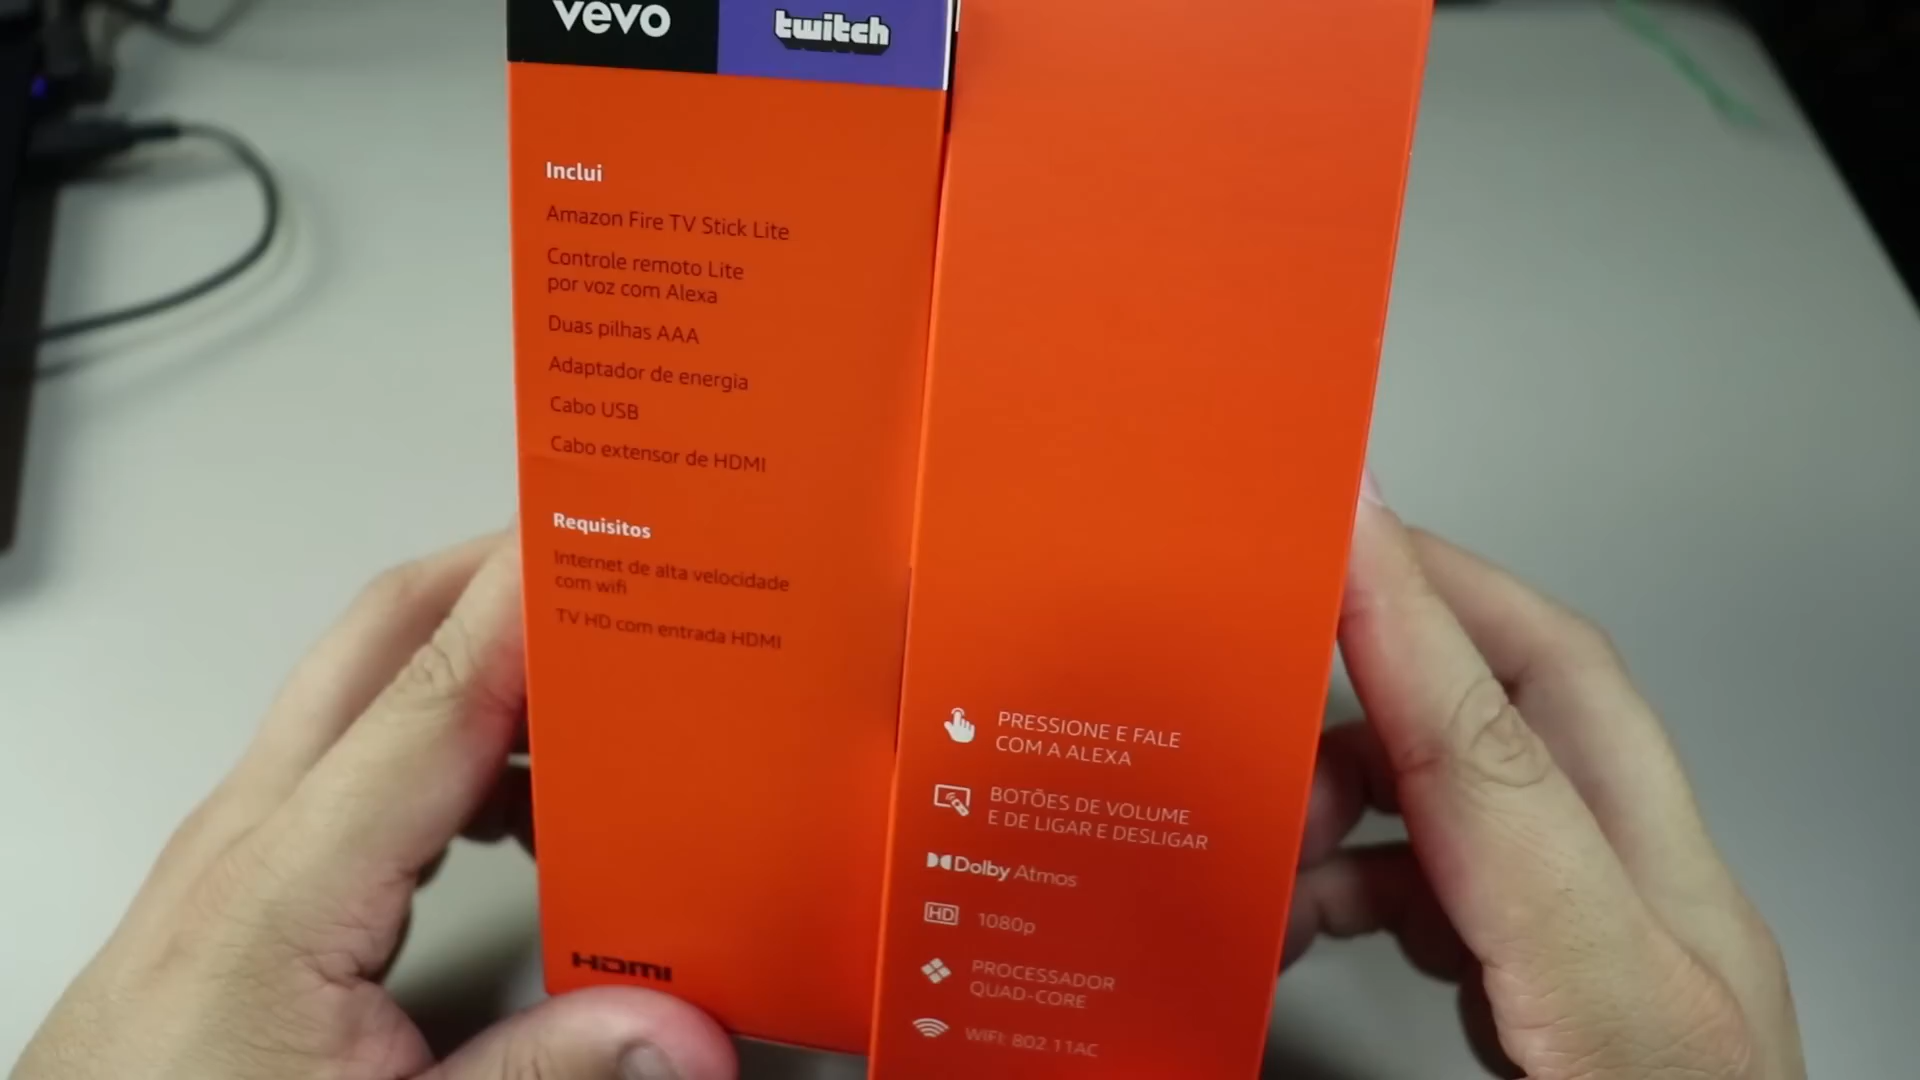 vevo
twitch
Inclui
Amazon Fire TV Stick Lite
Controle remoto Lite
por voz com Alexa
Duas pilhas AAA
Adaptador de energia
Cabo USB
Cabo extensor de HDMI
Requisitos
Internet de alta velocidade
com wifi
TV HD com entrada HDMI
HDMI
PRESSIONE E FALE
COM A ALEXA
BOTÕES DE VOLUME
E DE LIGAR E DESLIGAR
Dolby Atmos
HD 1080p
PROCESSADOR
QUAD-CORE
WIFI: 802.11AC